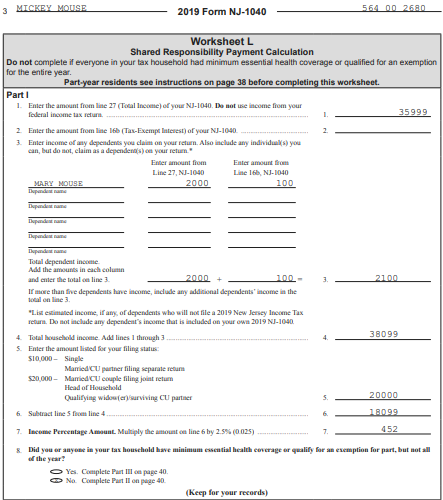 3 MICKEY MOUSE 2019 Form NJ-1040 564 00 2680
Worksheet L
Shared Responsibility Payment Calculation
Do not complete if everyone in your tax household had minimum essential health coverage or qualified for an exemption
for the entire year.
Part-year residents see instructions on page 38 before completing this worksheet.
Part I
1. Enter the amount from line 27 (Total Income) of your NJ-1040. Do not use income from your
federal income tax return. 1. 35999
2. Enter the amount from line 16b (Tax-Exempt Interest) of your NJ-1040. 2.
3. Enter income of any dependents you claim on your return. Also include any individual(s) you
can, but do not, claim as a dependent(s) on your return.*
Enter amount from Enter amount from
Line 27, NJ-1040 Line 16b, NJ-1040
MARY MOUSE 2000 100
Dependent name
Dependent name
Dependent name
Dependent name
Dependent name
Total dependent income.
Add the amounts in each column
and enter the total on line 3. 2000 + 100 = 3. 2100
If more than five dependents have income, include any additional dependents' income in the
total on line 3.
*List estimated income, if any, of dependents who will not file a 2019 New Jersey Income Tax
return. Do not include any dependent's income that is included on your own 2019 NJ-1040.
4. Total household income. Add lines 1 through 3 4. 38099
5. Enter the amount listed for your filing status:
$10,000 – Single
Married/CU partner filing separate return
$20,000 – Married/CU couple filing joint return
Head of Household
Qualifying widow(er)/surviving CU partner 5. 20000
6. Subtract line 5 from line 4 6. 18099
7. Income Percentage Amount. Multiply the amount on line 6 by 2.5% (0.025) 7. 452
8. Did you or anyone in your tax household have minimum essential health coverage or qualify for an exemption for part, but not all
of the year?
Yes. Complete Part III on page 40.
No. Complete Part II on page 40.
(Keep for your records)